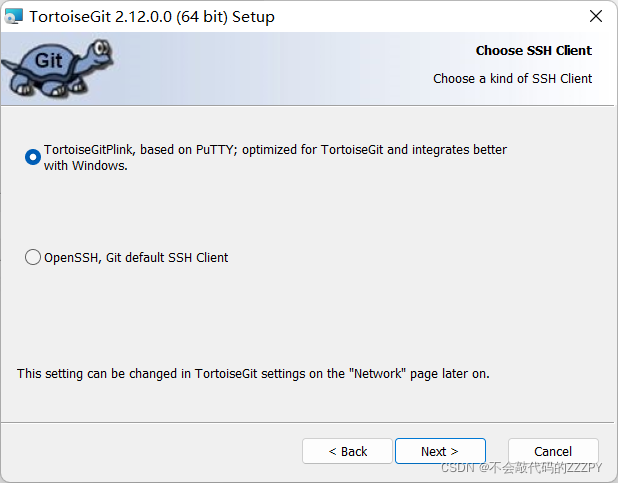 TortoiseGit 2.12.0.0 (64 bit) Setup
Git
Choose SSH Client
Choose a kind of SSH Client
TortoiseGitPlink, based on PuTTY; optimized for TortoiseGit and integrates better
with Windows.
OpenSSH, Git default SSH Client
This setting can be changed in TortoiseGit settings on the "Network" page later on.
< Back
Next >
Cancel
CSDN @不会敲代码的ZZZPY